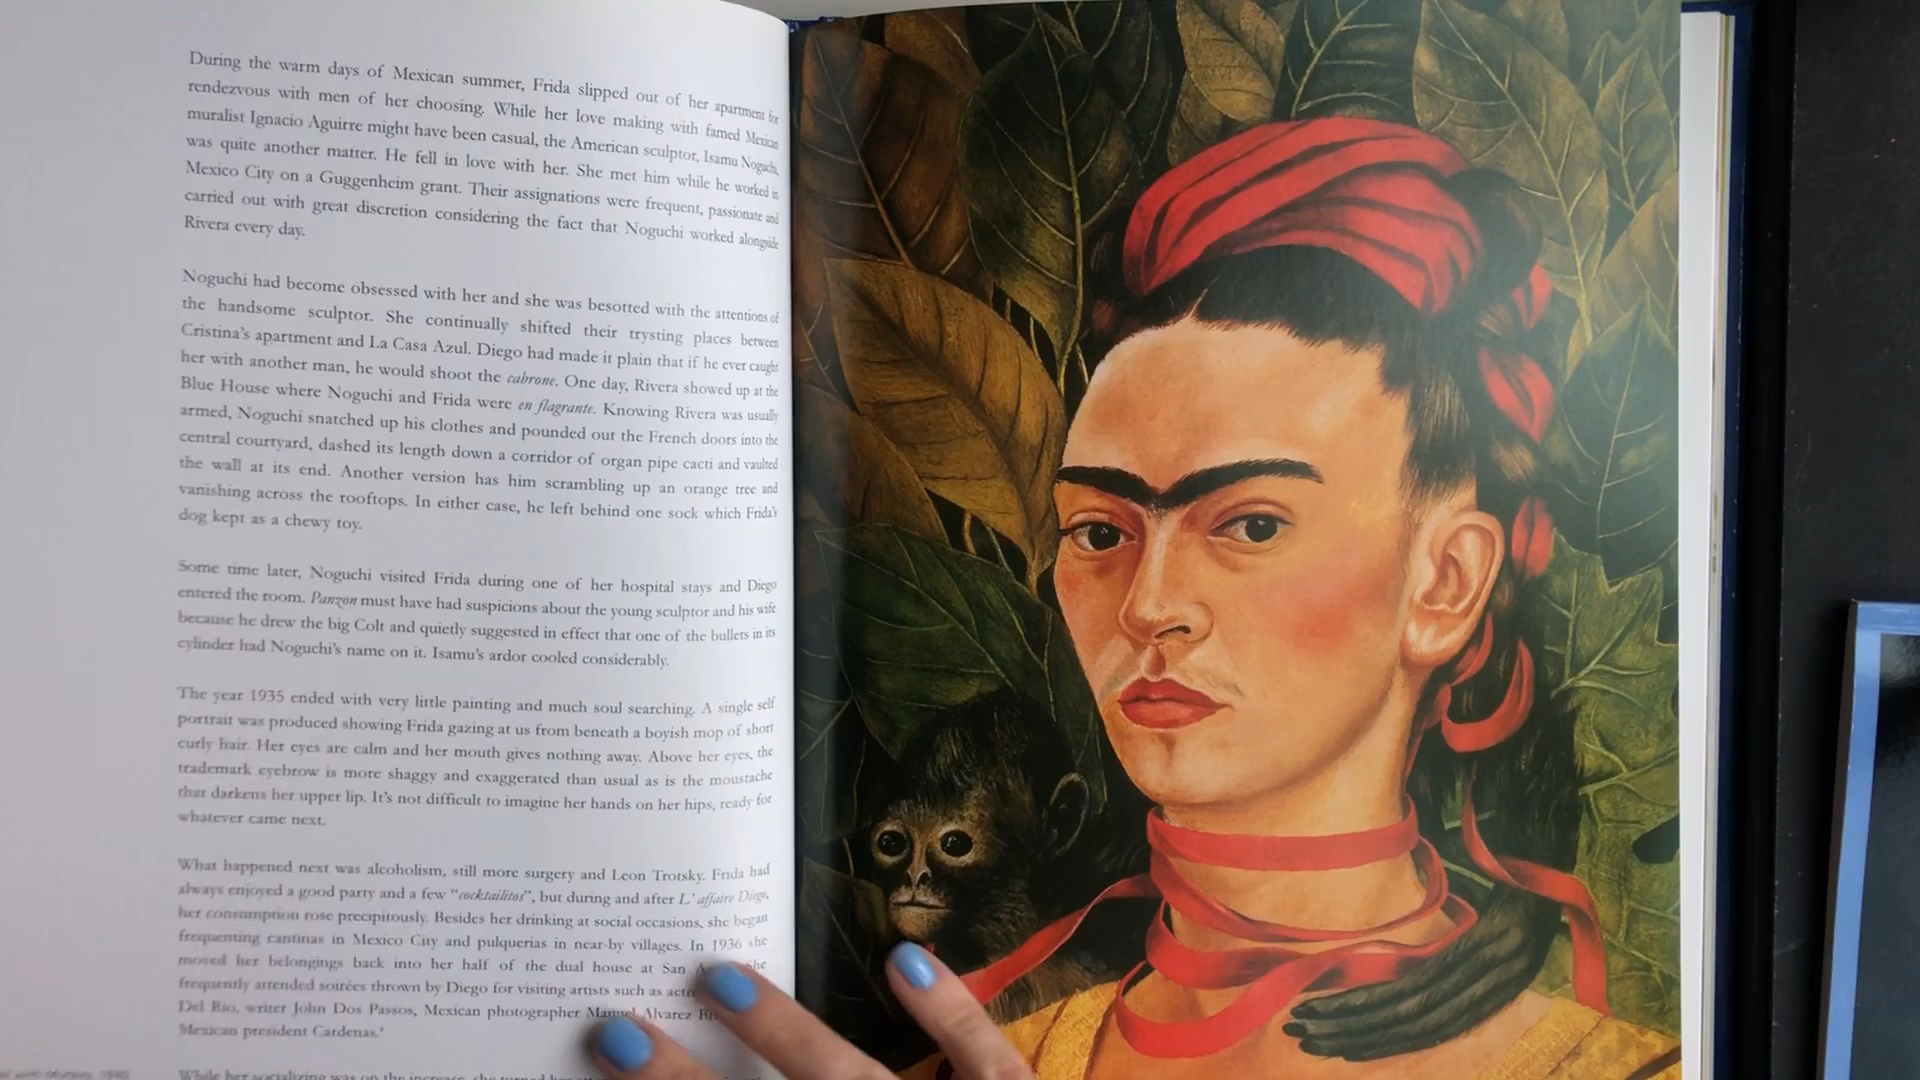 During the warm days of Mexican summer, Frida slipped out of her apartment for
rendezvous with men of her choosing. While her love making with famed Mexican
muralist Ignacio Aguirre might have been casual, the American sculptor, Isamu Noguchi,
was quite another matter. He fell in love with her. She met him while he worked in
Mexico City on a Guggenheim grant. Their assignations were frequent, passionate and
carried out with great discretion considering the fact that Noguchi worked alongside
Rivera every day.
Noguchi had become obsessed with her and she was besotted with the attentions of
the handsome sculptor. She continually shifted their trysting places between
Cristina's apartment and La Casa Azul. Diego had made it plain that if he ever caught
her with another man, he would shoot the cabrone. One day, Rivera showed up at the
Blue House where Noguchi and Frida were en flagrante. Knowing Rivera was usually
armed, Noguchi snatched up his clothes and pounded out the French doors into the
central courtyard, dashed its length down a corridor of organ pipe cacti and vaulted
the wall at its end. Another version has him scrambling up an orange tree and
vanishing across the rooftops. In either case, he left behind one sock which Frida's
dog kept as a chewy toy.
Some time later, Noguchi visited Frida during one of her hospital stays and Diego
entered the room. Panzon must have had suspicions about the young sculptor and his wife
because he drew the big Colt and quietly suggested in effect that one of the bullets in its
cylinder had Noguchi's name on it. Isamu's ardor cooled considerably.
The year 1935 ended with very little painting and much soul searching. A single self
portrait was produced showing Frida gazing at us from beneath a boyish mop of short
curly hair. Her eyes are calm and her mouth gives nothing away. Above her eyes, the
trademark eyebrow is more shaggy and exaggerated than usual as is the moustache
that darkens her upper lip. It's not difficult to imagine her hands on her hips, ready for
whatever came next.
What happened next was alcoholism, still more surgery and Leon Trotsky. Frida had
always enjoyed a good party and a few "cocktailitos", but during and after L' affaire Diego,
her consumption rose precipitously. Besides her drinking at social occasions, she began
frequenting cantinas in Mexico City and pulquerias in near-by villages. In 1936 she
moved her belongings back into her half of the dual house at San She
frequently attended soirées thrown by Diego for visiting artists such as
Del Rio, writer John Dos Passos, Mexican photographer Manuel Alvarez
Mexican president Cardenas.⁴
While her socializing was on the increase, she turned her
1940